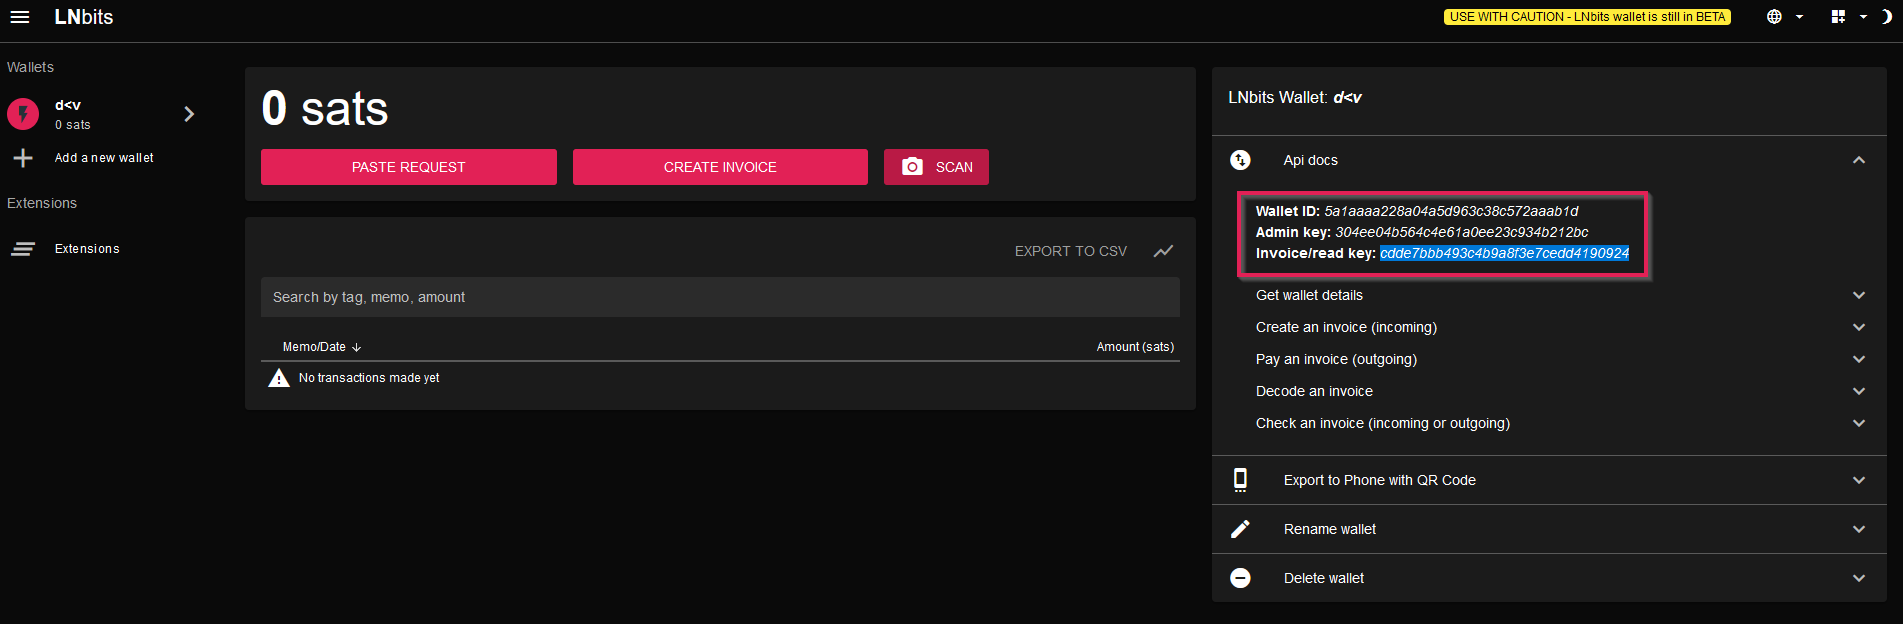 LNbits
USE WITH CAUTION - LNbits wallet is still in BETA
Wallets
d<v
0 sats
Add a new wallet
Extensions
Extensions
0 sats
PASTE REQUEST
CREATE INVOICE
SCAN
EXPORT TO CSV
Search by tag, memo, amount
Memo/Date
Amount (sats)
No transactions made yet
LNbits Wallet: d<v
Api docs
Wallet ID: 5a1aaaa228a04a5d963c38c572aaab1d
Admin key: 304ee04b564c4e61a0ee23c934b212bc
Invoice/read key: cdde7bbb493c4b9a8f3e7cedd4190924
Get wallet details
Create an invoice (incoming)
Pay an invoice (outgoing)
Decode an invoice
Check an invoice (incoming or outgoing)
Export to Phone with QR Code
Rename wallet
Delete wallet